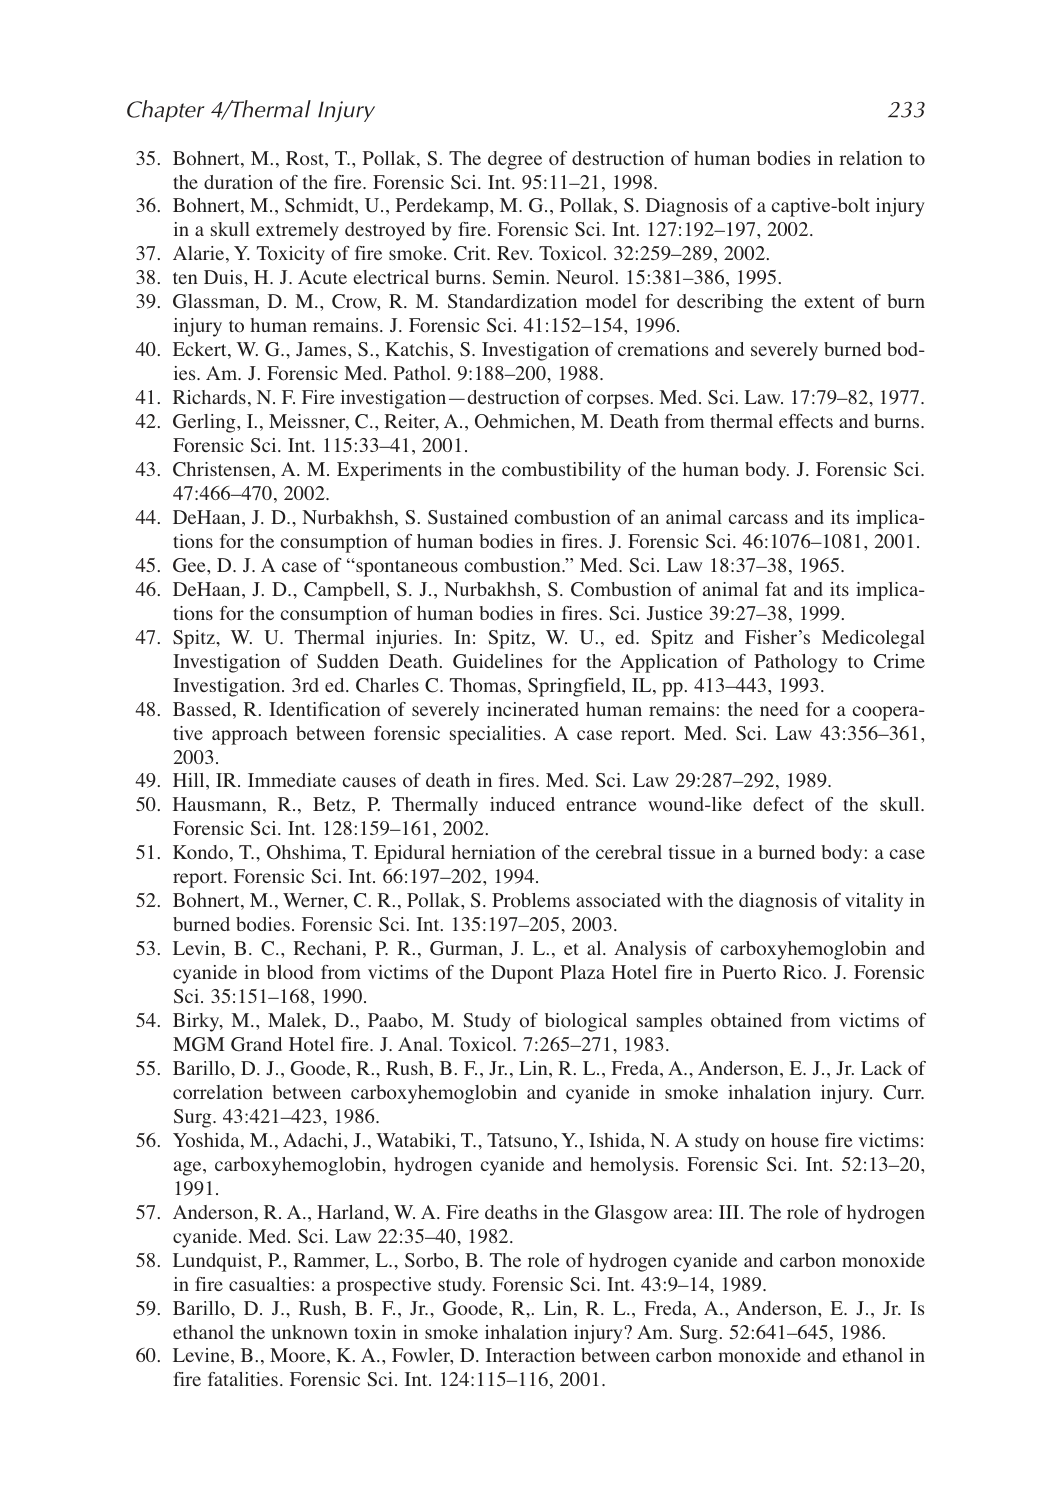 Chapter 4/Thermal Injury 233
35. Bohnert, M., Rost, T., Pollak, S. The degree of destruction of human bodies in relation to
the duration of the fire. Forensic Sci. Int. 95:11–21, 1998.
36. Bohnert, M., Schmidt, U., Perdekamp, M. G., Pollak, S. Diagnosis of a captive-bolt injury
in a skull extremely destroyed by fire. Forensic Sci. Int. 127:192–197, 2002.
37. Alarie, Y. Toxicity of fire smoke. Crit. Rev. Toxicol. 32:259–289, 2002.
38. ten Duis, H. J. Acute electrical burns. Semin. Neurol. 15:381–386, 1995.
39. Glassman, D. M., Crow, R. M. Standardization model for describing the extent of burn
injury to human remains. J. Forensic Sci. 41:152–154, 1996.
40. Eckert, W. G., James, S., Katchis, S. Investigation of cremations and severely burned bod-
ies. Am. J. Forensic Med. Pathol. 9:188–200, 1988.
41. Richards, N. F. Fire investigation—destruction of corpses. Med. Sci. Law. 17:79–82, 1977.
42. Gerling, I., Meissner, C., Reiter, A., Oehmichen, M. Death from thermal effects and burns.
Forensic Sci. Int. 115:33–41, 2001.
43. Christensen, A. M. Experiments in the combustibility of the human body. J. Forensic Sci.
47:466–470, 2002.
44. DeHaan, J. D., Nurbakhsh, S. Sustained combustion of an animal carcass and its implica-
tions for the consumption of human bodies in fires. J. Forensic Sci. 46:1076–1081, 2001.
45. Gee, D. J. A case of “spontaneous combustion.” Med. Sci. Law 18:37–38, 1965.
46. DeHaan, J. D., Campbell, S. J., Nurbakhsh, S. Combustion of animal fat and its implica-
tions for the consumption of human bodies in fires. Sci. Justice 39:27–38, 1999.
47. Spitz, W. U. Thermal injuries. In: Spitz, W. U., ed. Spitz and Fisher’s Medicolegal
Investigation of Sudden Death. Guidelines for the Application of Pathology to Crime
Investigation. 3rd ed. Charles C. Thomas, Springfield, IL, pp. 413–443, 1993.
48. Bassed, R. Identification of severely incinerated human remains: the need for a coopera-
tive approach between forensic specialities. A case report. Med. Sci. Law 43:356–361,
2003.
49. Hill, IR. Immediate causes of death in fires. Med. Sci. Law 29:287–292, 1989.
50. Hausmann, R., Betz, P. Thermally induced entrance wound-like defect of the skull.
Forensic Sci. Int. 128:159–161, 2002.
51. Kondo, T., Ohshima, T. Epidural herniation of the cerebral tissue in a burned body: a case
report. Forensic Sci. Int. 66:197–202, 1994.
52. Bohnert, M., Werner, C. R., Pollak, S. Problems associated with the diagnosis of vitality in
burned bodies. Forensic Sci. Int. 135:197–205, 2003.
53. Levin, B. C., Rechani, P. R., Gurman, J. L., et al. Analysis of carboxyhemoglobin and
cyanide in blood from victims of the Dupont Plaza Hotel fire in Puerto Rico. J. Forensic
Sci. 35:151–168, 1990.
54. Birky, M., Malek, D., Paabo, M. Study of biological samples obtained from victims of
MGM Grand Hotel fire. J. Anal. Toxicol. 7:265–271, 1983.
55. Barillo, D. J., Goode, R., Rush, B. F., Jr., Lin, R. L., Freda, A., Anderson, E. J., Jr. Lack of
correlation between carboxyhemoglobin and cyanide in smoke inhalation injury. Curr.
Surg. 43:421–423, 1986.
56. Yoshida, M., Adachi, J., Watabiki, T., Tatsuno, Y., Ishida, N. A study on house fire victims:
age, carboxyhemoglobin, hydrogen cyanide and hemolysis. Forensic Sci. Int. 52:13–20,
1991.
57. Anderson, R. A., Harland, W. A. Fire deaths in the Glasgow area: III. The role of hydrogen
cyanide. Med. Sci. Law 22:35–40, 1982.
58. Lundquist, P., Rammer, L., Sorbo, B. The role of hydrogen cyanide and carbon monoxide
in fire casualties: a prospective study. Forensic Sci. Int. 43:9–14, 1989.
59. Barillo, D. J., Rush, B. F., Jr., Goode, R,. Lin, R. L., Freda, A., Anderson, E. J., Jr. Is
ethanol the unknown toxin in smoke inhalation injury? Am. Surg. 52:641–645, 1986.
60. Levine, B., Moore, K. A., Fowler, D. Interaction between carbon monoxide and ethanol in
fire fatalities. Forensic Sci. Int. 124:115–116, 2001.